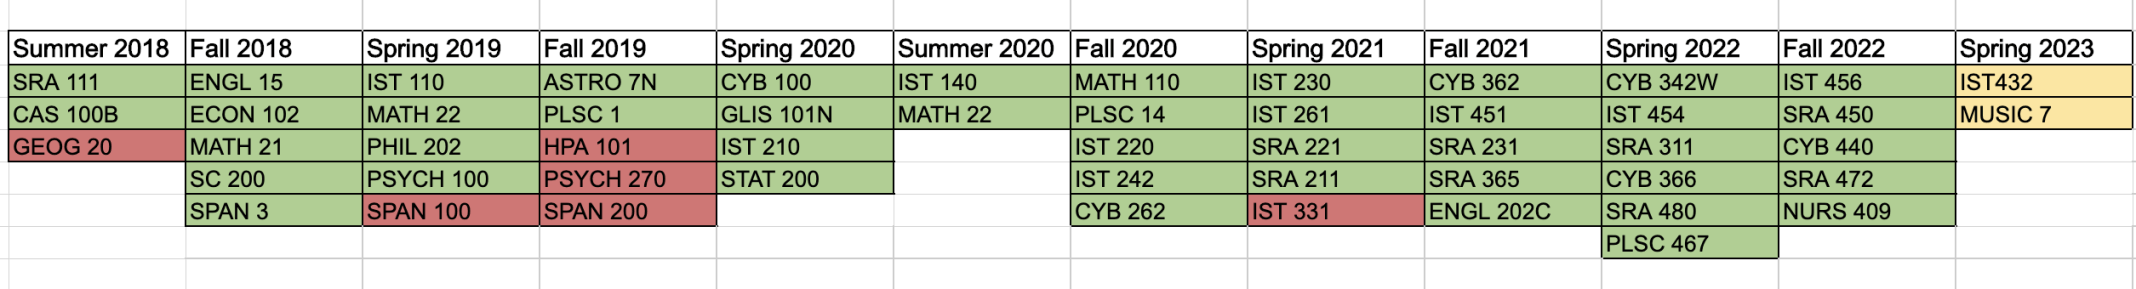 Summer 2018 Fall 2018 Spring 2019 Fall 2019 Spring 2020 Summer 2020 Fall 2020 Spring 2021 Fall 2021 Spring 2022 Fall 2022 Spring 2023
SRA 111 ENGL 15 IST 110 ASTRO 7N CYB 100 IST 140 MATH 110 IST 230 CYB 362 CYB 342W IST 456 IST432
CAS 100B ECON 102 MATH 22 PLSC 1 GLIS 101N MATH 22 PLSC 14 IST 261 IST 451 IST 454 SRA 450 MUSIC 7
GEOG 20 MATH 21 PHIL 202 HPA 101 IST 210 IST 220 SRA 221 SRA 231 SRA 311 CYB 440
SC 200 PSYCH 100 PSYCH 270 STAT 200 IST 242 SRA 211 SRA 365 CYB 366 SRA 472
SPAN 3 SPAN 100 SPAN 200 CYB 262 IST 331 ENGL 202C SRA 480 NURS 409
PLSC 467